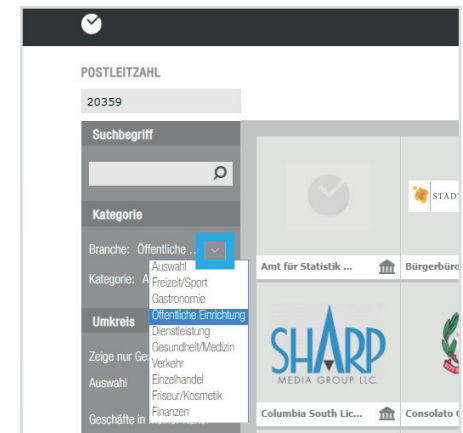 POSTLEITZAHL
20359
Suchbegriff
Kategorie
Branche: Öffentliche ...
Kategorie: A
Auswahl
Freizeit/Sport
Gastronomie
Öffentliche Einrichtung
Dienstleistung
Gesundheit/Medizin
Verkehr
Einzelhandel
Friseur/Kosmetik
Finanzen
Umkreis
Zeige nur Ge
Auswahl
Geschäfte in
STAD
Amt für Statistik ...
Bürgerbüro
SHARP
MEDIA GROUP LLC.
Columbia South Lic...
Consolato